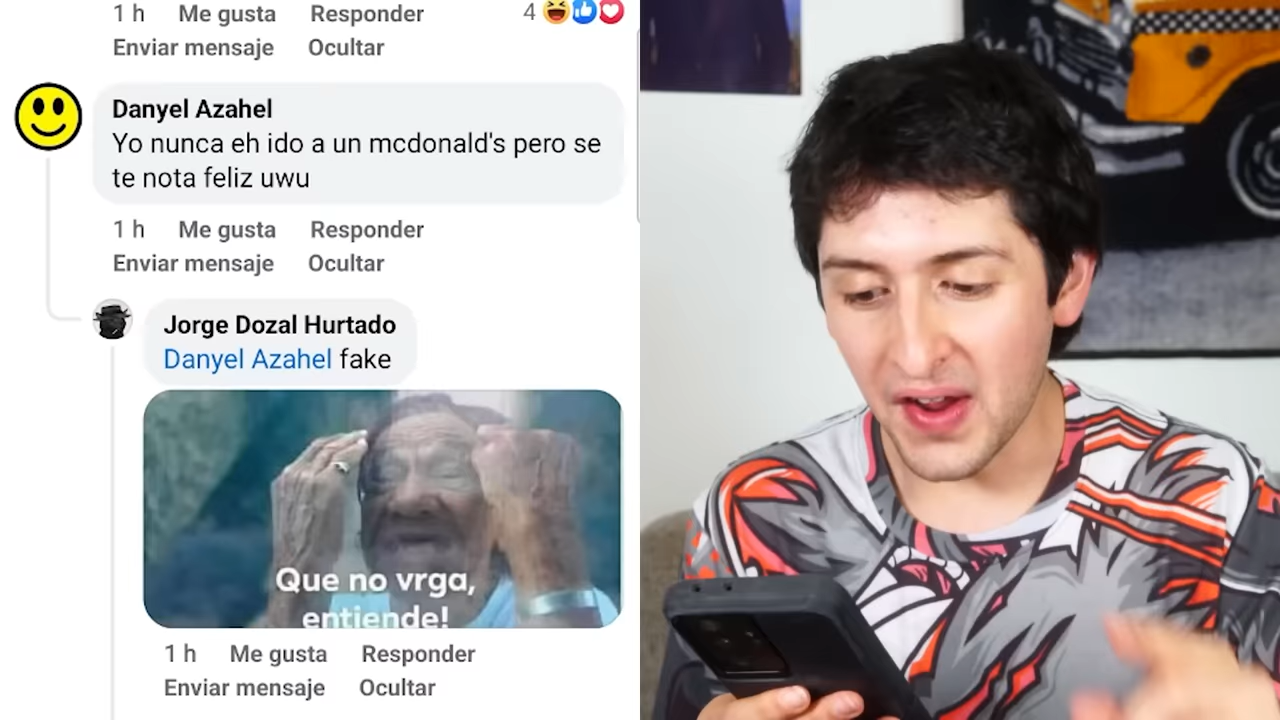 1 h Me gusta Responder 4
Enviar mensaje Ocultar
Danyel Azahel
Yo nunca eh ido a un mcdonald's pero se
te nota feliz uwu
1 h Me gusta Responder
Enviar mensaje Ocultar
Jorge Dozal Hurtado
Danyel Azahel fake
Que no vrga,
entiende!
1 h Me gusta Responder
Enviar mensaje Ocultar